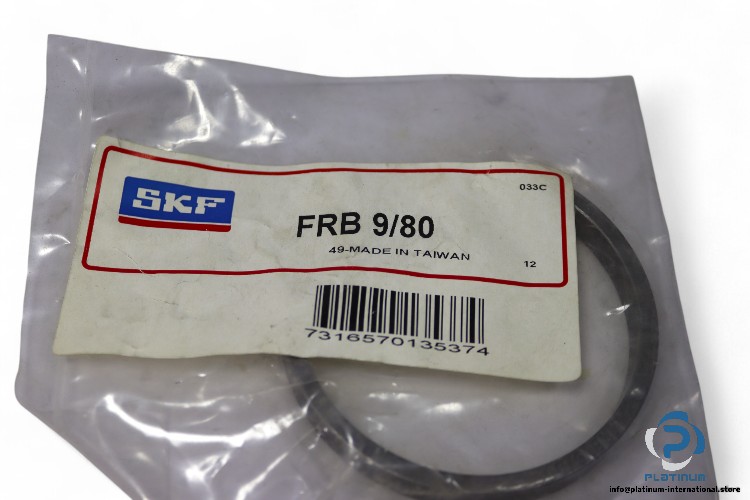 033C
SKF
FRB 9/80
49-MADE IN TAIWAN
12
7316570135374
PLATINUM
info@platinum-international.store